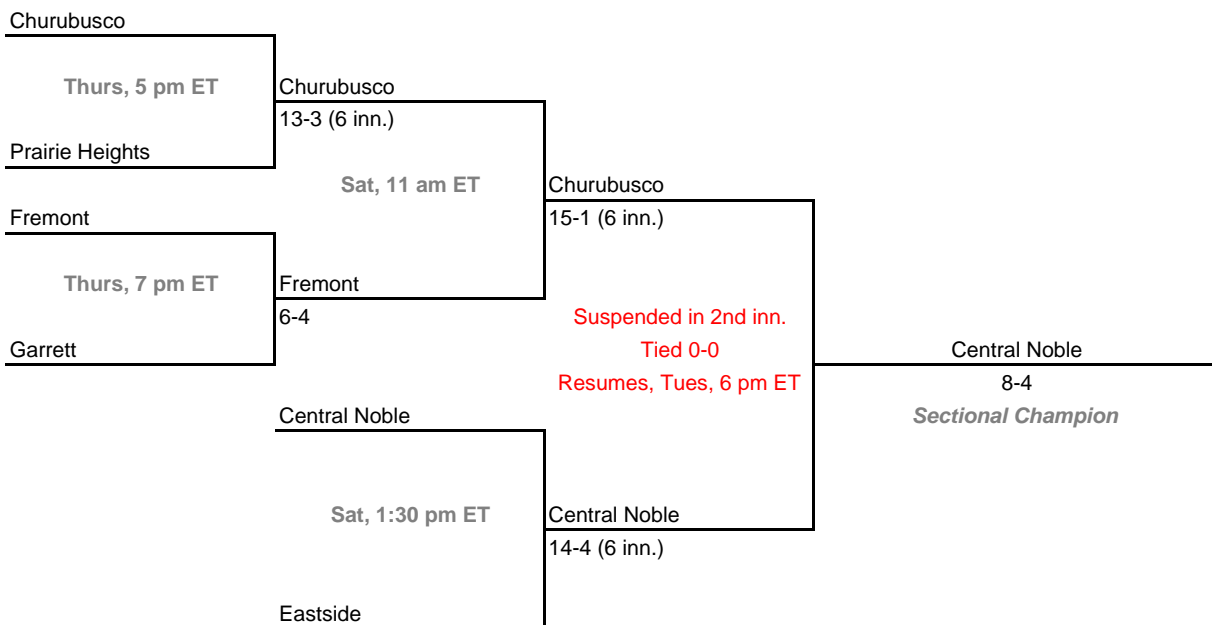 Churubusco
Thurs, 5 pm ET
Churubusco
13-3 (6 inn.)
Prairie Heights
Sat, 11 am ET
Churubusco
15-1 (6 inn.)
Fremont
Thurs, 7 pm ET
Fremont
6-4
Garrett
Suspended in 2nd inn.
Tied 0-0
Resumes, Tues, 6 pm ET
Central Noble
8-4
Sectional Champion
Central Noble
Sat, 1:30 pm ET
Central Noble
14-4 (6 inn.)
Eastside